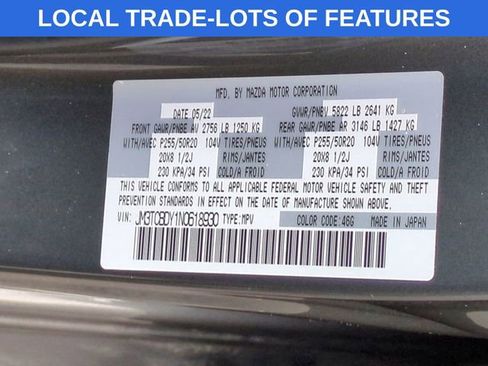 LOCAL TRADE-LOTS OF FEATURES
MFD. BY MAZDA MOTOR CORPORATION
DATE 05/22 GVWR/PNBV 5822 LB 2641 KG
FRONT GAWR/PNBE AV 2756 LB 1250 KG REAR GAWR/PNBE AR 3146 LB 1427 KG
WITH/AVEC P255/50R20 104V TIRES/PNEUS WITH/AVEC P255/50R20 104V TIRES/PNEUS
20X8 1/2J RIMS/JANTES 20X8 1/2J RIMS/JANTES
230 KPA/34 PSI COLD/A FROID 230 KPA/34 PSI COLD/A FROID
THIS VEHICLE CONFORMS TO ALL APPLICABLE FEDERAL MOTOR VEHICLE SAFETY AND THEFT
PREVENTION STANDARDS IN EFFECT ON THE DATE OF MANUFACTURE SHOWN ABOVE.
VIN: JM3TCBDY1N0618930 TYPE:MPV COLOR CODE:46G MADE IN JAPAN